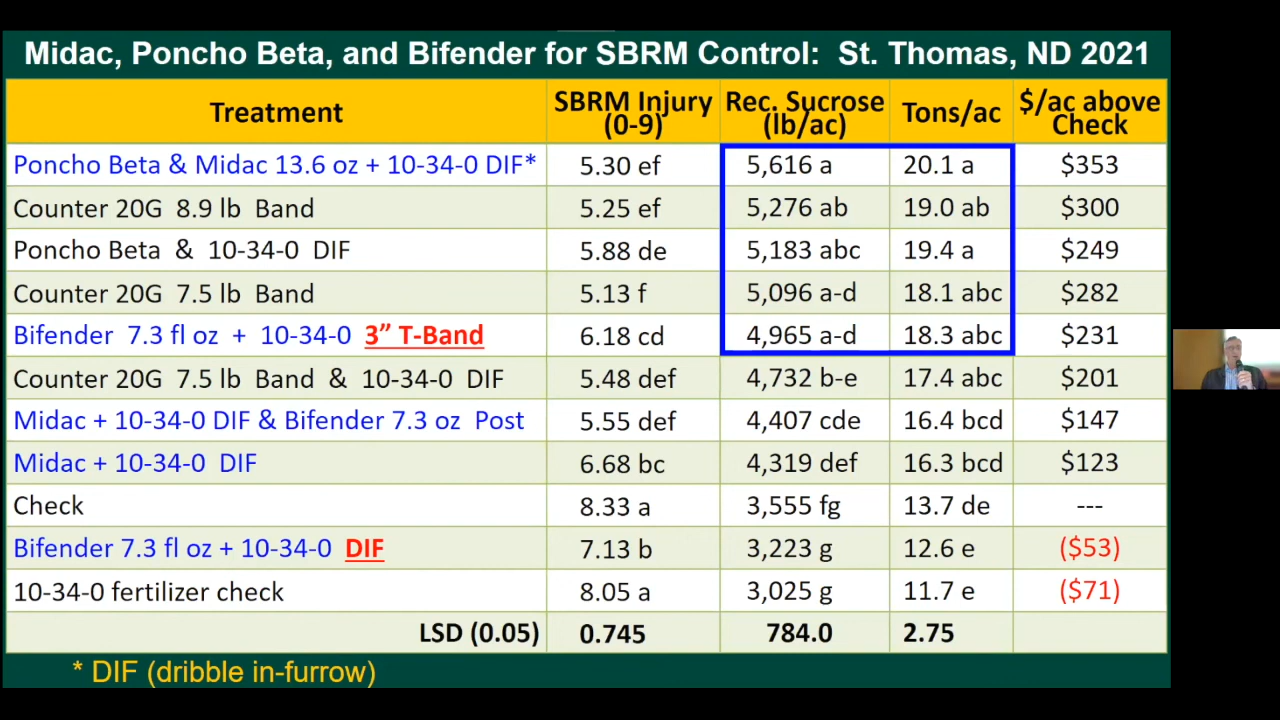 Midac, Poncho Beta, and Bifender for SBRM Control: St. Thomas, ND 2021
Treatment SBRM Injury (0-9) Rec. Sucrose (lb/ac) Tons/ac $/ac above Check
Poncho Beta & Midac 13.6 oz + 10-34-0 DIF* 5.30 ef 5,616 a 20.1 a $353
Counter 20G 8.9 lb Band 5.25 ef 5,276 ab 19.0 ab $300
Poncho Beta & 10-34-0 DIF 5.88 de 5,183 abc 19.4 a $249
Counter 20G 7.5 lb Band 5.13 f 5,096 a-d 18.1 abc $282
Bifender 7.3 fl oz + 10-34-0 3” T-Band 6.18 cd 4,965 a-d 18.3 abc $231
Counter 20G 7.5 lb Band & 10-34-0 DIF 5.48 def 4,732 b-e 17.4 abc $201
Midac + 10-34-0 DIF & Bifender 7.3 oz Post 5.55 def 4,407 cde 16.4 bcd $147
Midac + 10-34-0 DIF 6.68 bc 4,319 def 16.3 bcd $123
Check 8.33 a 3,555 fg 13.7 de ---
Bifender 7.3 fl oz + 10-34-0 DIF 7.13 b 3,223 g 12.6 e ($53)
10-34-0 fertilizer check 8.05 a 3,025 g 11.7 e ($71)
LSD (0.05) 0.745 784.0 2.75
* DIF (dribble in-furrow)